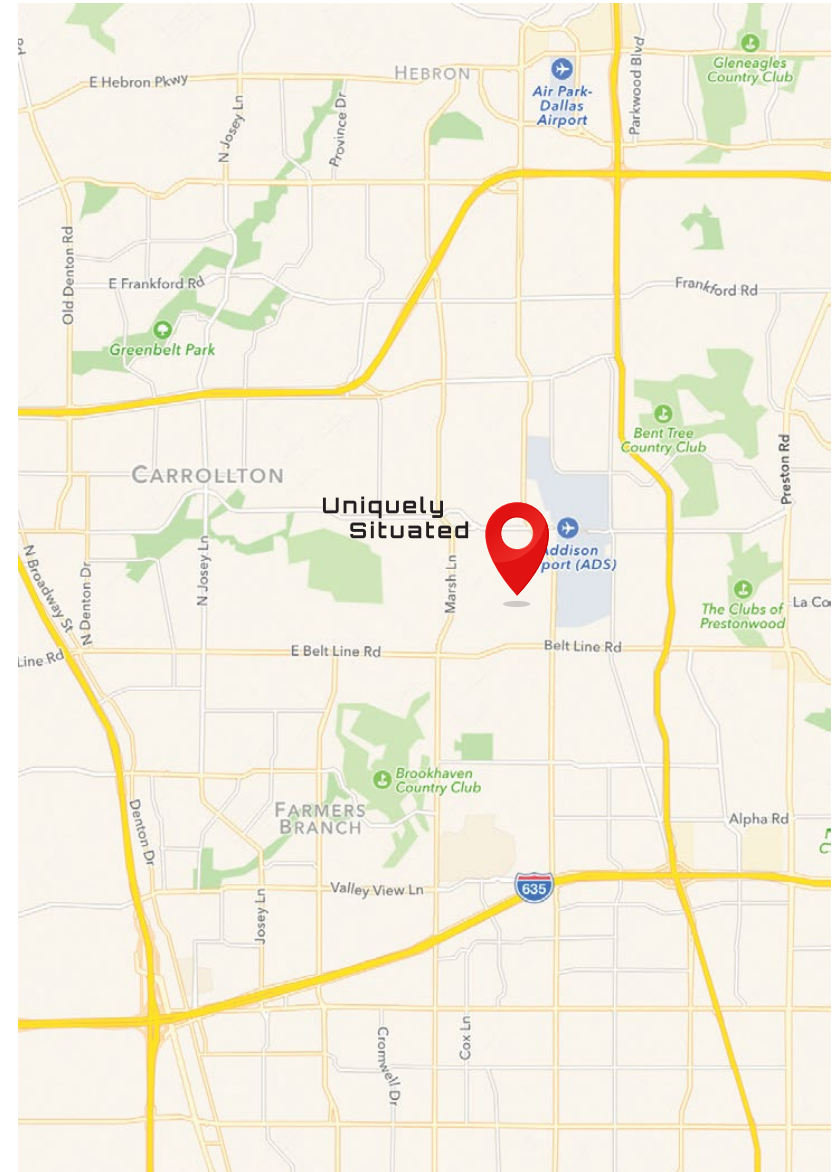 HEBRON
E Hebron Pkwy
Air Park-
Dallas
Airport
Parkwood Blvd
Gleneagles
Country Club
N Josey Ln
Province Dr
Old Denton Rd
E Frankford Rd
Frankford Rd
Greenbelt Park
Bent Tree
Country Club
Preston Rd
CARROLLTON
Uniquely
Situated
Addison
port (ADS)
N Broadway St
N Denton Dr
N Josey Ln
Marsh Ln
The Clubs of
Prestonwood
La Co
Line Rd
E Belt Line Rd
Belt Line Rd
Brookhaven
Country Club
FARMERS
BRANCH
Denton Dr
Alpha Rd
Valley View Ln
635
Josey Ln
Cromwell Dr
Cox Ln